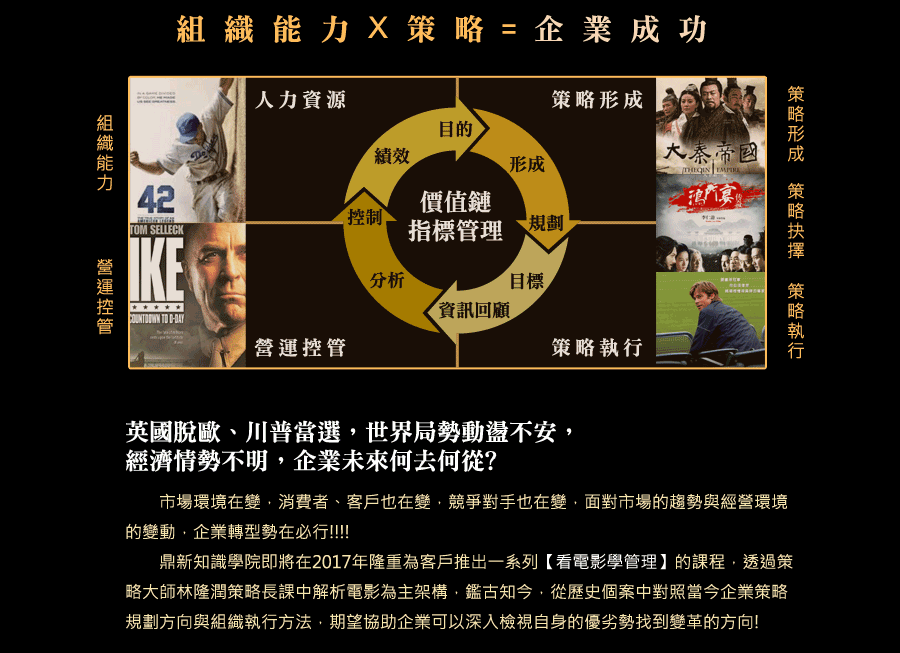 組織能力X策略=企業成功
組織能力
營運控管
人力資源
策略形成
營運控管
策略執行
目的
形成
規劃
目標
資訊回顧
分析
控制
績效
價值鏈
指標管理
42
TOM SELLECK
IKE
COUNTDOWN TO D-DAY
大秦帝國
THE QIN EMPIRE
鴻門宴
傳奇
策略形成
策略抉擇
策略執行
英國脫歐、川普當選，世界局勢動盪不安，
經濟情勢不明，企業未來何去何從?
市場環境在變，消費者、客戶也在變，競爭對手也在變，面對市場的趨勢與經營環境
的變動，企業轉型勢在必行!!!!
鼎新知識學院即將在2017年隆重為客戶推出一系列【看電影學管理】的課程，透過策
略大師林隆潤策略長課中解析電影為主架構，鑑古知今，從歷史個案中對照當今企業策略
規劃方向與組織執行方法，期望協助企業可以深入檢視自身的優劣勢找到變革的方向!